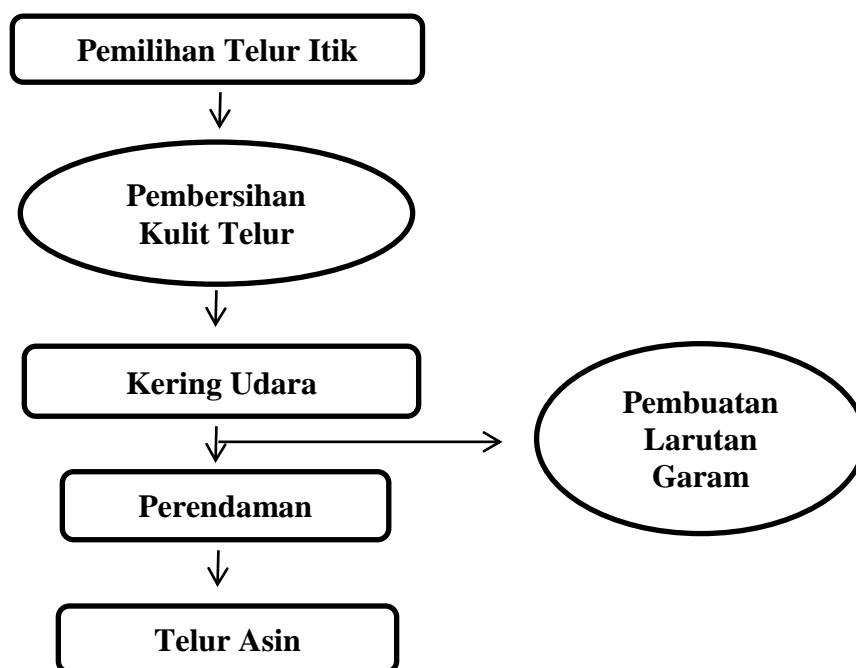 Pemilihan Telur Itik
Pembersihan
Kulit Telur
Kering Udara
Pembuatan
Larutan
Garam
Perendaman
Telur Asin